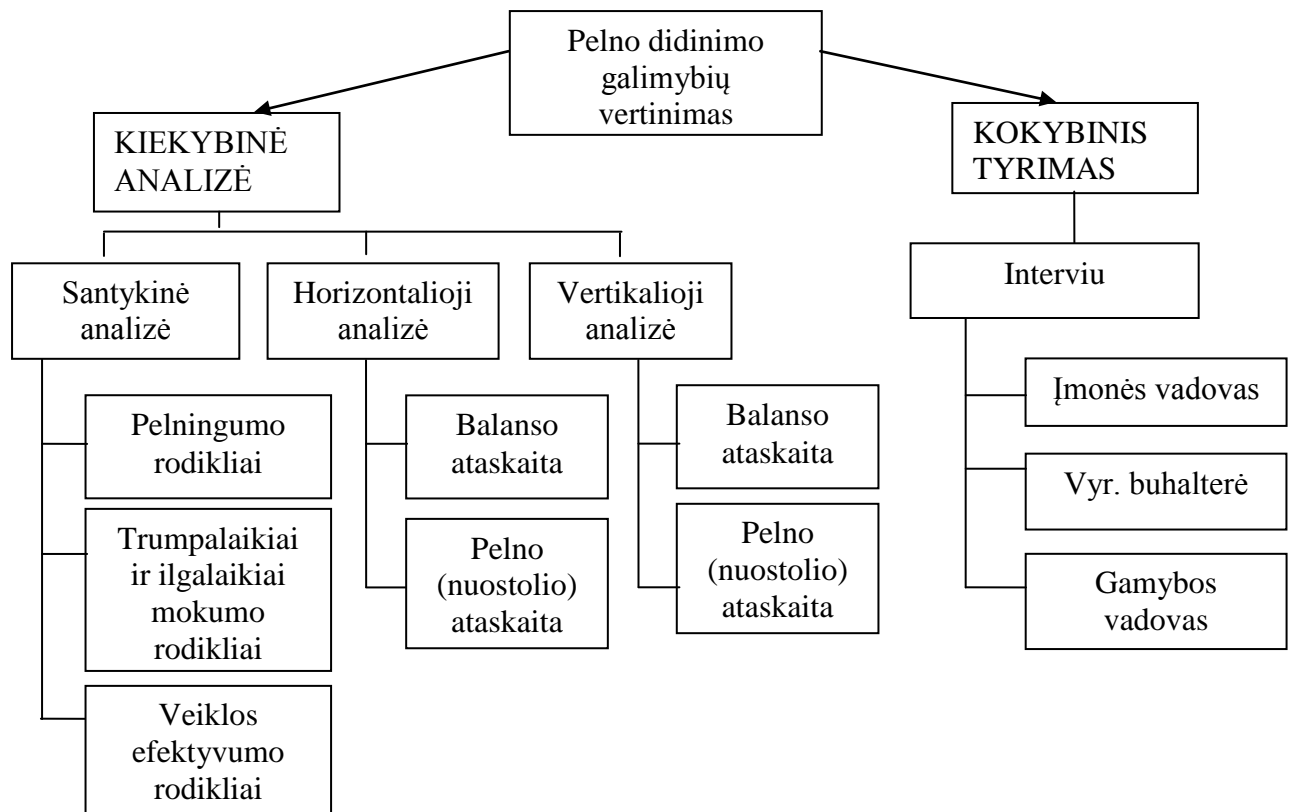 Pelno didinimo
galimybių
vertinimas
KIEKYBINĖ
ANALIZĖ
KOKYBINIS
TYRIMAS
Santykinė
analizė
Horizontalioji
analizė
Vertikalioji
analizė
Interviu
Pelningumo
rodikliai
Trumpalaikiai
ir ilgalaikiai
mokumo
rodikliai
Veiklos
efektyvumo
rodikliai
Balanso
ataskaita
Pelno
(nuostolio)
ataskaita
Balanso
ataskaita
Pelno
(nuostolio)
ataskaita
Įmonės vadovas
Vyr. buhalterė
Gamybos
vadovas